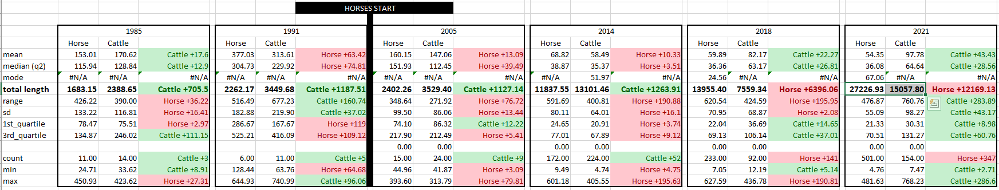 HORSES START
1985 1991 2005 2014 2018 2021
Horse Cattle Horse Cattle Horse Cattle Horse Cattle Horse Cattle Horse Cattle
mean 153.01 170.62 Cattle +17.6 377.03 313.61 Horse +63.42 160.15 147.06 Horse +13.09 68.82 58.49 Horse +10.33 59.89 82.17 Cattle +22.27 54.35 97.78 Cattle +43.43
median (q2) 115.94 128.84 Cattle +12.9 304.73 229.92 Horse +74.81 151.93 112.45 Horse +39.49 38.87 35.37 Horse +3.51 36.36 63.17 Cattle +26.81 36.08 64.64 Cattle +28.56
mode #N/A #N/A #N/A #N/A #N/A #N/A #N/A #N/A #N/A #N/A 51.97 #N/A 24.56 #N/A #N/A 67.06 #N/A #N/A
total length 1683.15 2388.65 Cattle +705.5 2262.17 3449.68 Cattle +1187.51 2402.26 3529.40 Cattle +1127.14 11837.55 13101.46 Cattle +1263.91 13955.40 7559.34 Horse +6396.06 27226.93 15057.80 Horse +12169.13
range 426.22 390.00 Horse +36.22 516.49 677.23 Cattle +160.74 348.64 271.92 Horse +76.72 591.69 400.81 Horse +190.88 620.54 424.59 Horse +195.95 476.87 760.76 Cattle +283.89
sd 133.22 116.81 Horse +16.41 182.88 219.90 Cattle +37.02 99.50 86.06 Horse +13.44 80.11 64.01 Horse +16.1 70.95 68.87 Horse +2.08 55.09 98.27 Cattle +43.17
1st_quartile 78.47 75.51 Horse +2.97 286.67 167.67 Horse +119 74.10 86.32 Cattle +12.22 24.65 20.91 Horse +3.74 22.04 36.69 Cattle +14.65 21.33 30.31 Cattle +8.98
3rd_quartile 134.87 246.02 Cattle +111.15 525.21 416.09 Horse +109.12 217.90 212.49 Horse +5.41 77.01 67.89 Horse +9.12 69.13 106.14 Cattle +37.01 70.51 131.27 Cattle +60.76
0.00 0.00 0.00 0.00 0.00 0.00 0.00 0.00
count 11.00 14.00 Cattle +3 6.00 11.00 Cattle +5 15.00 24.00 Cattle +9 172.00 224.00 Cattle +52 233.00 92.00 Horse +141 501.00 154.00 Horse +347
min 24.71 33.62 Cattle +8.91 128.44 63.76 Horse +64.68 44.96 41.87 Horse +3.09 9.49 4.74 Horse +4.75 7.05 12.19 Cattle +5.14 4.76 7.47 Cattle +2.71
max 450.93 423.62 Horse +27.31 644.93 740.99 Cattle +96.06 393.60 313.79 Horse +79.81 601.18 405.55 Horse +195.63 627.59 436.78 Horse +190.81 481.63 768.23 Cattle +286.6